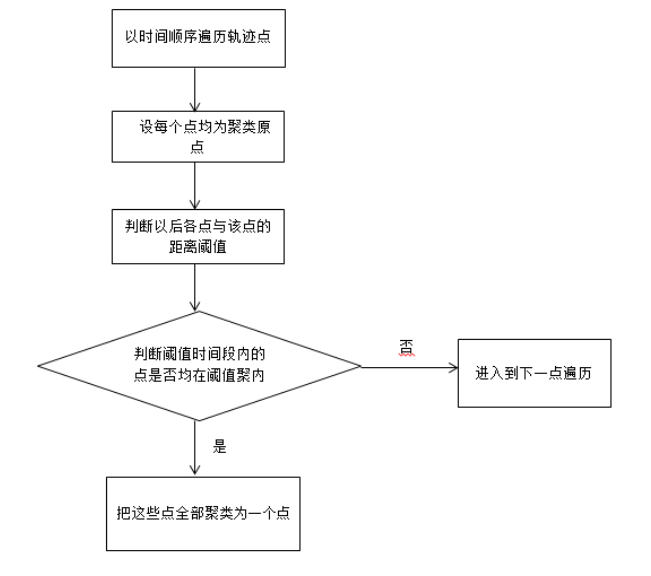 以时间顺序遍历轨迹点
设每个点均为聚类原
点
判断以后各点与该点的
距离阈值
判断阈值时间段内的
点是否均在阈值聚内
否
进入到下一点遍历
是
把这些点全部聚类为一个点